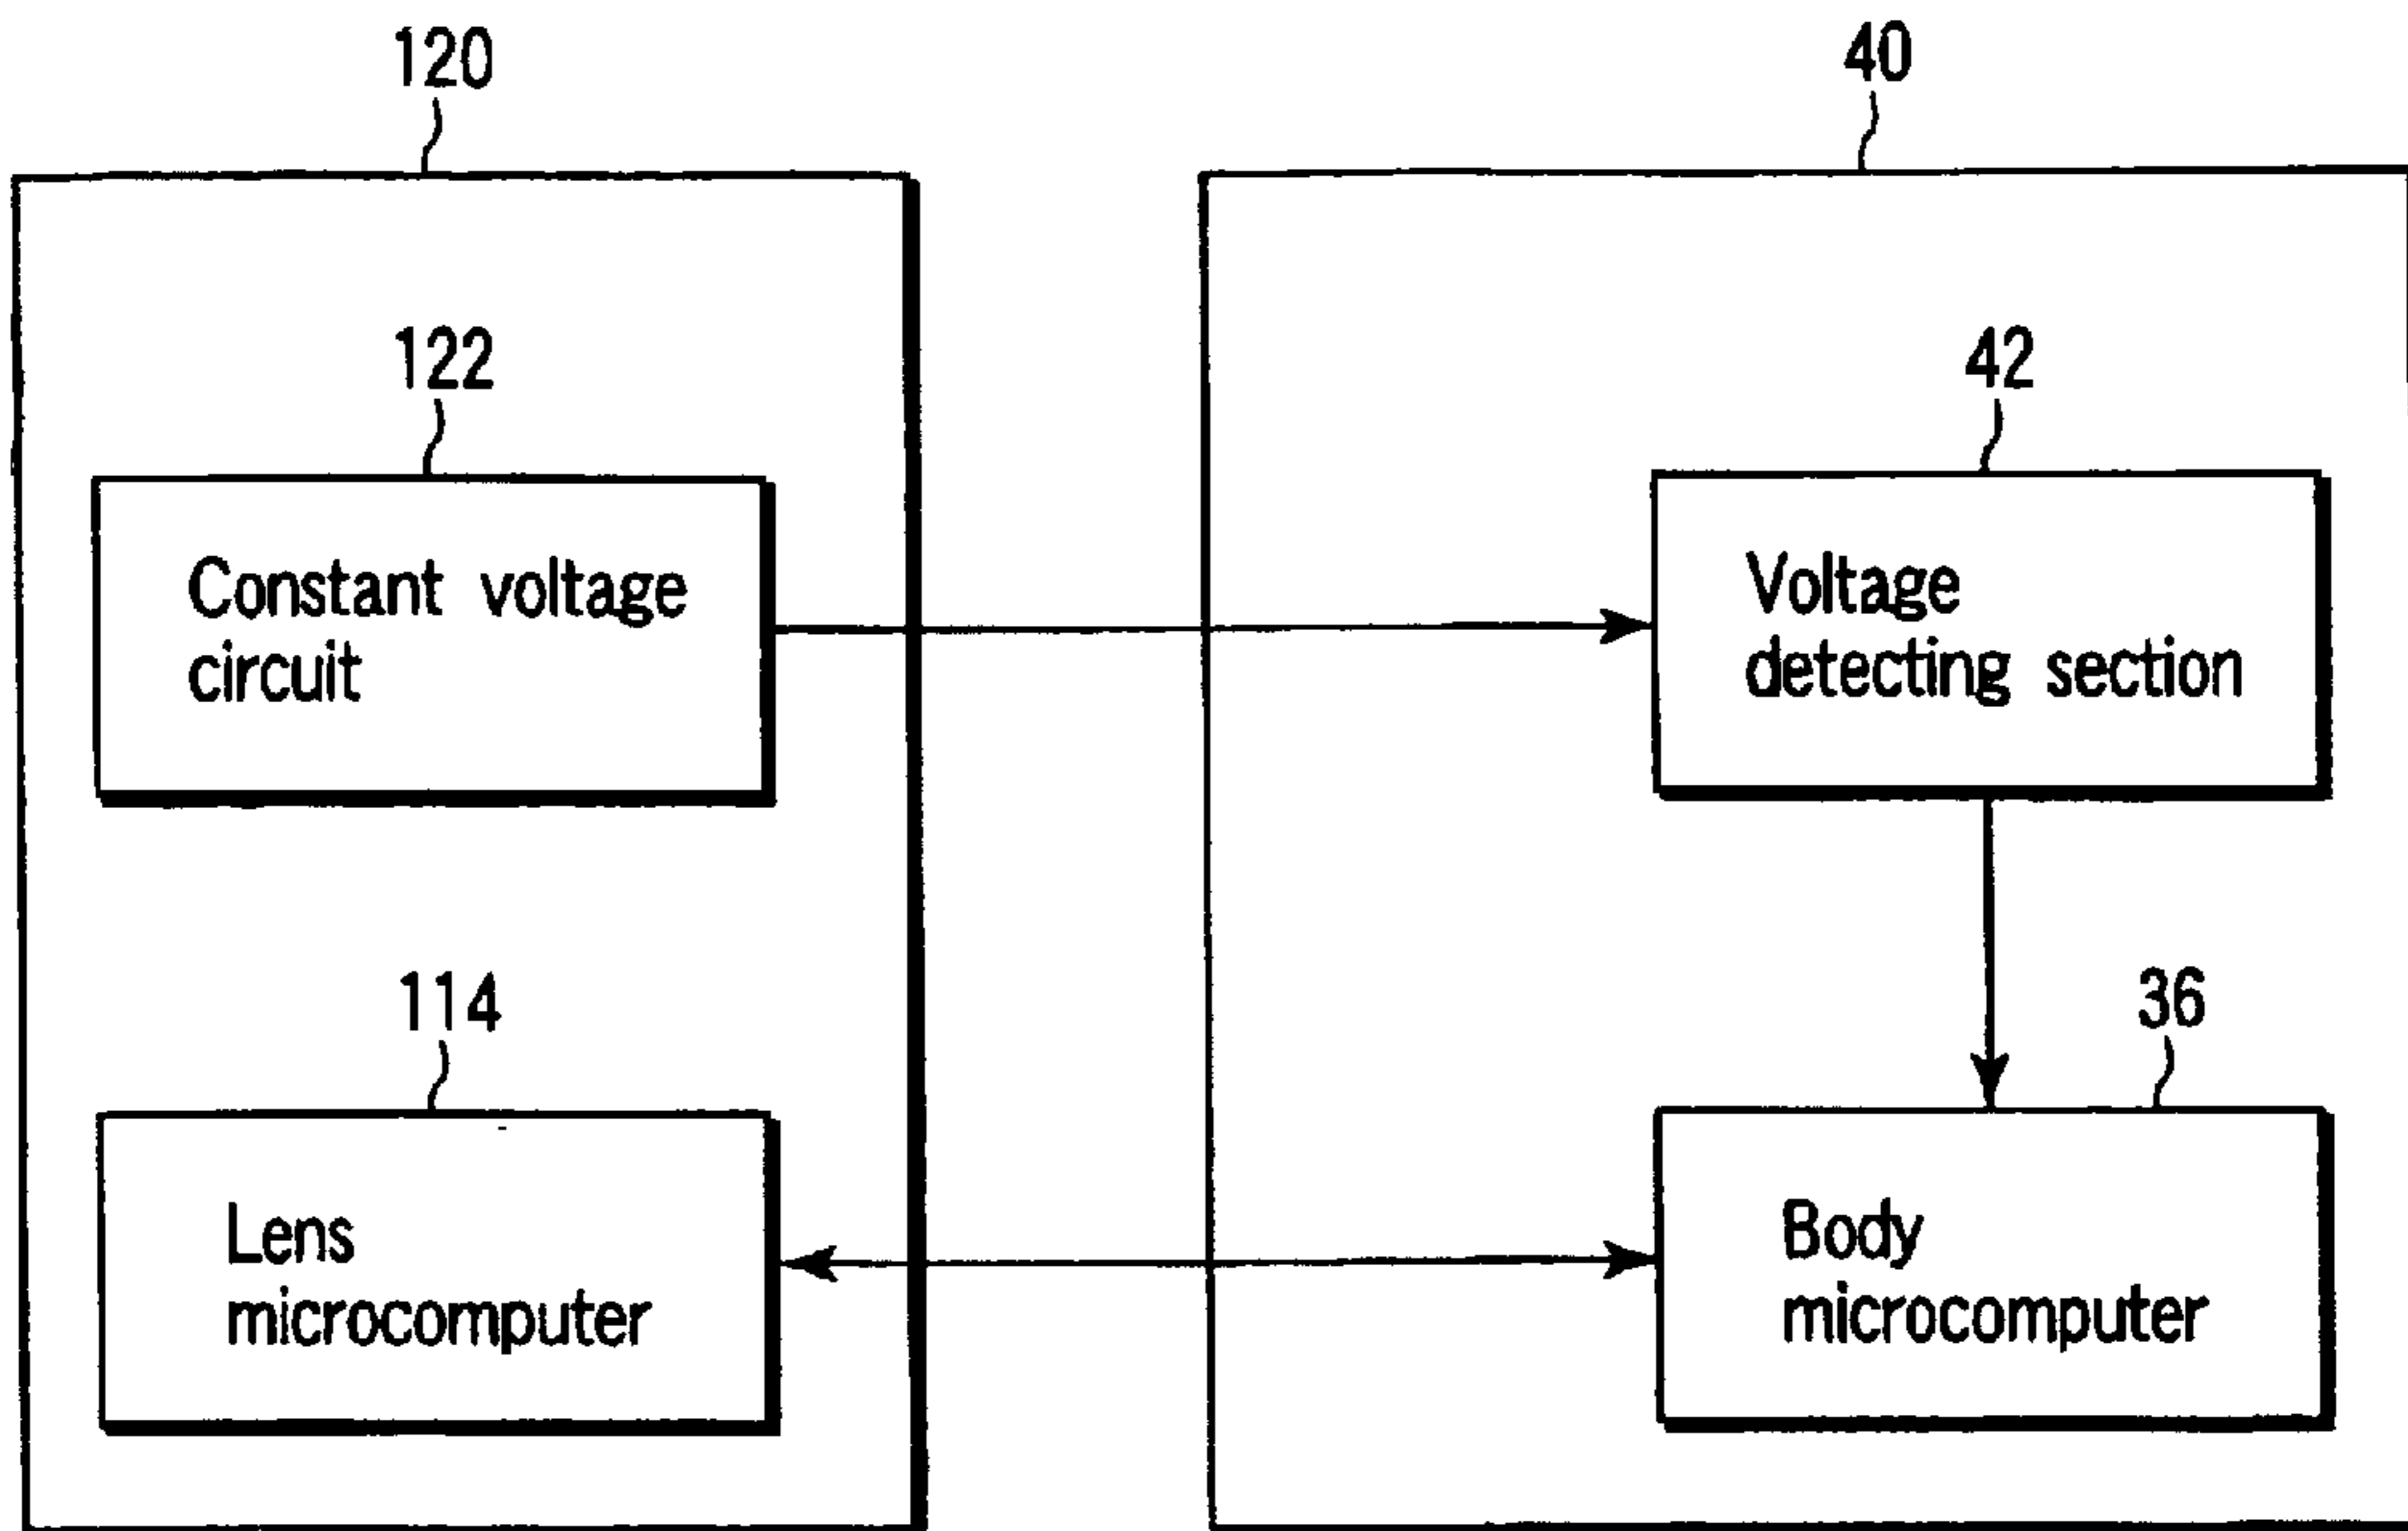 120
40
122
42
Constant voltage
circuit
Voltage
detecting section
114
36
Lens
microcomputer
Body
microcomputer